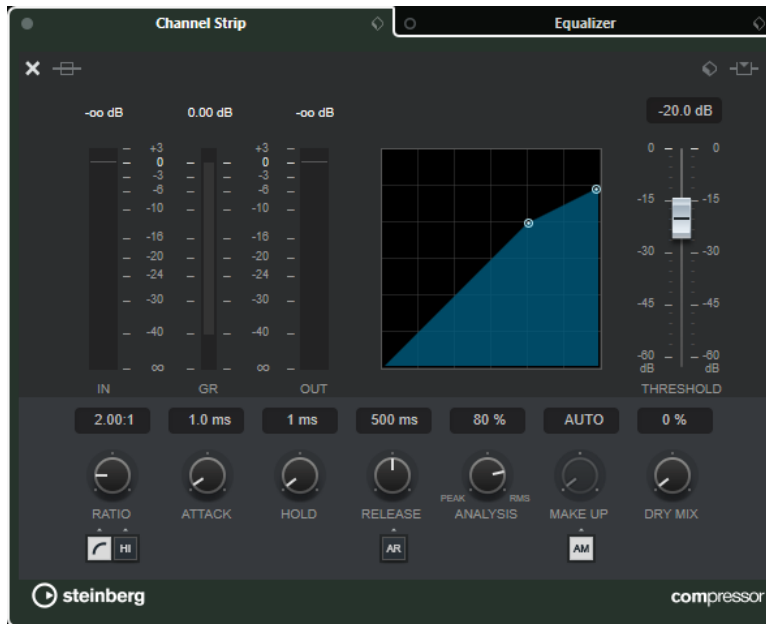 Channel Strip
Equalizer
-oo dB 0.00 dB -oo dB -20.0 dB
+3 +3 0 0
0 0
-3 -3
-6 -6
-10 -10 -15 -15
-16 -16
-20 -20
-24 -24 -30 -30
-30 -30
-40 -40 -45 -45
∞ ∞ -60 -60
dB dB
IN GR OUT THRESHOLD
2.00:1 1.0 ms 1 ms 500 ms 80 % AUTO 0 %
PEAK RMS
RATIO ATTACK HOLD RELEASE ANALYSIS MAKE UP DRY MIX
HI AR AM
steinberg compressor